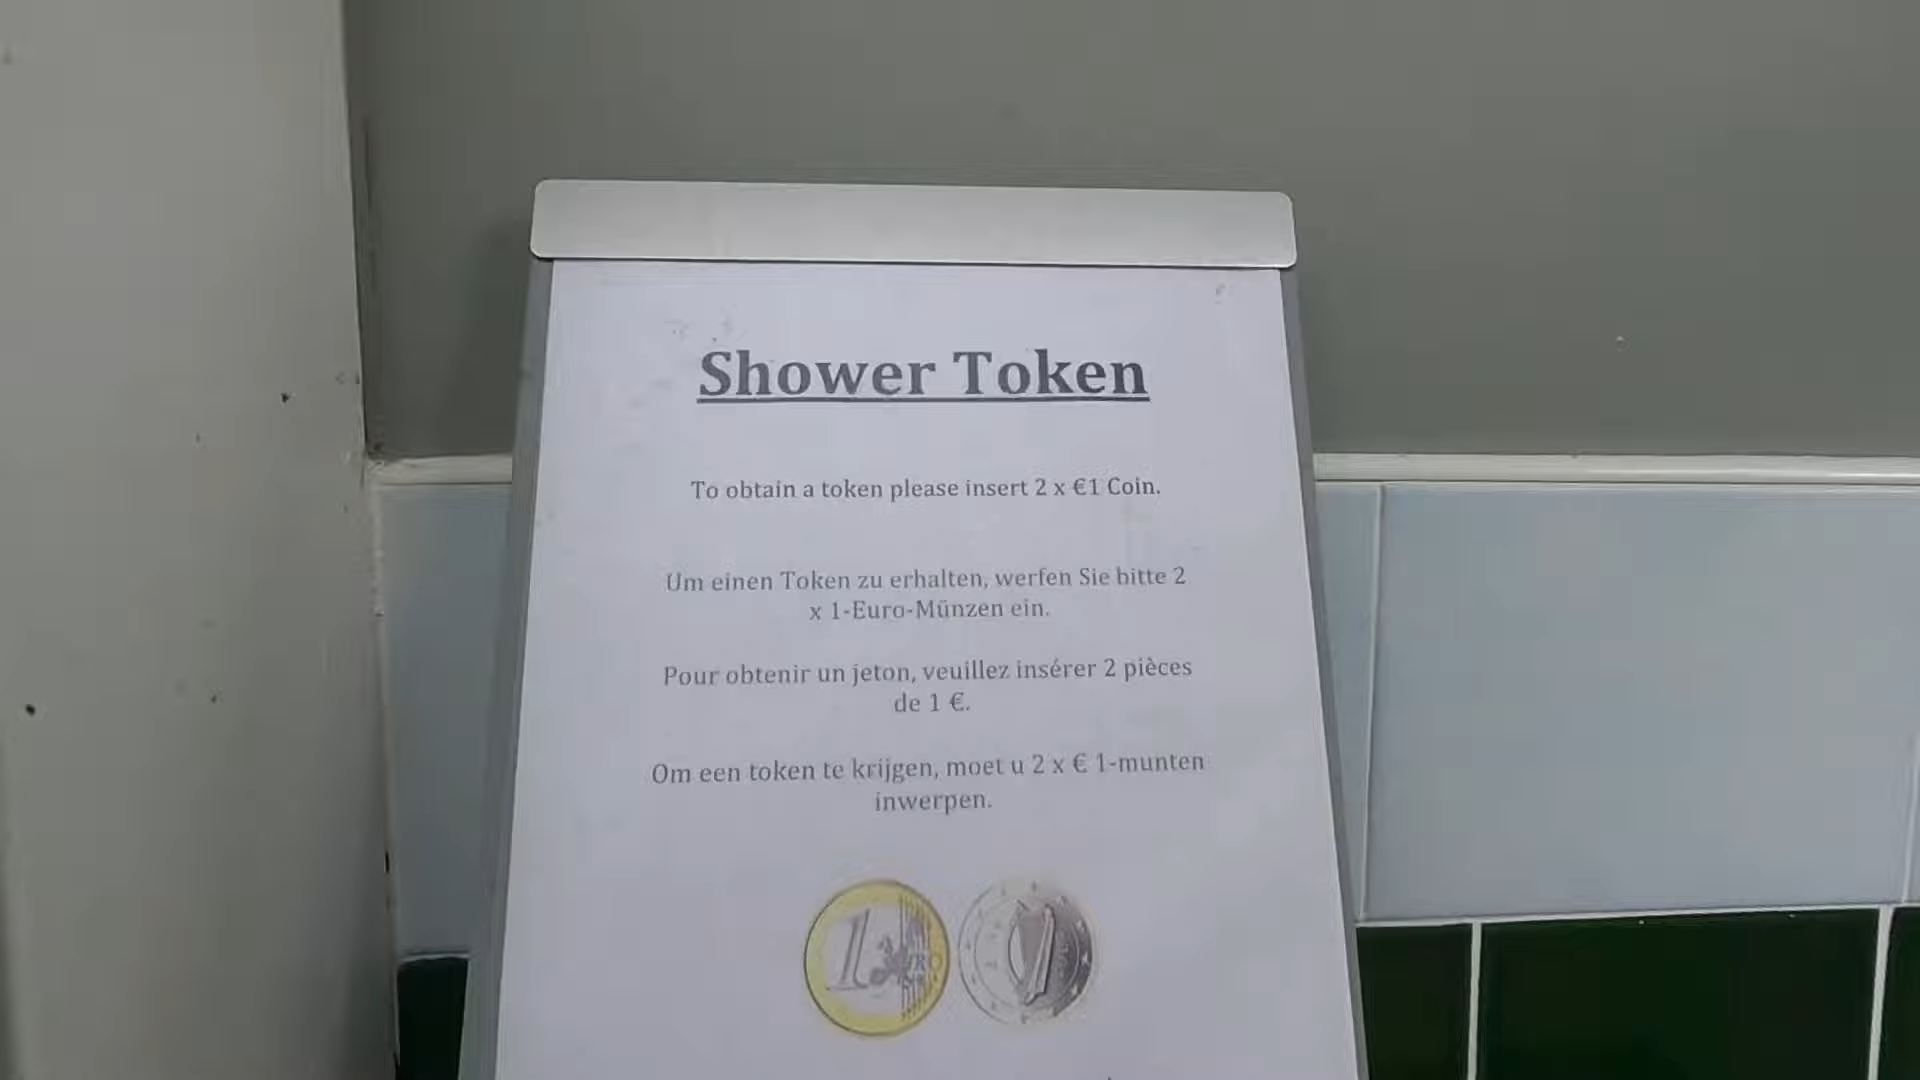 Shower Token
To obtain a token please insert 2 x €1 Coin.
Um einen Token zu erhalten, werfen Sie bitte 2
x 1-Euro-Münzen ein.
Pour obtenir un jeton, veuillez insérer 2 pièces
de 1 €.
Om een token te krijgen, moet u 2 x € 1-munten
inwerpen.
1